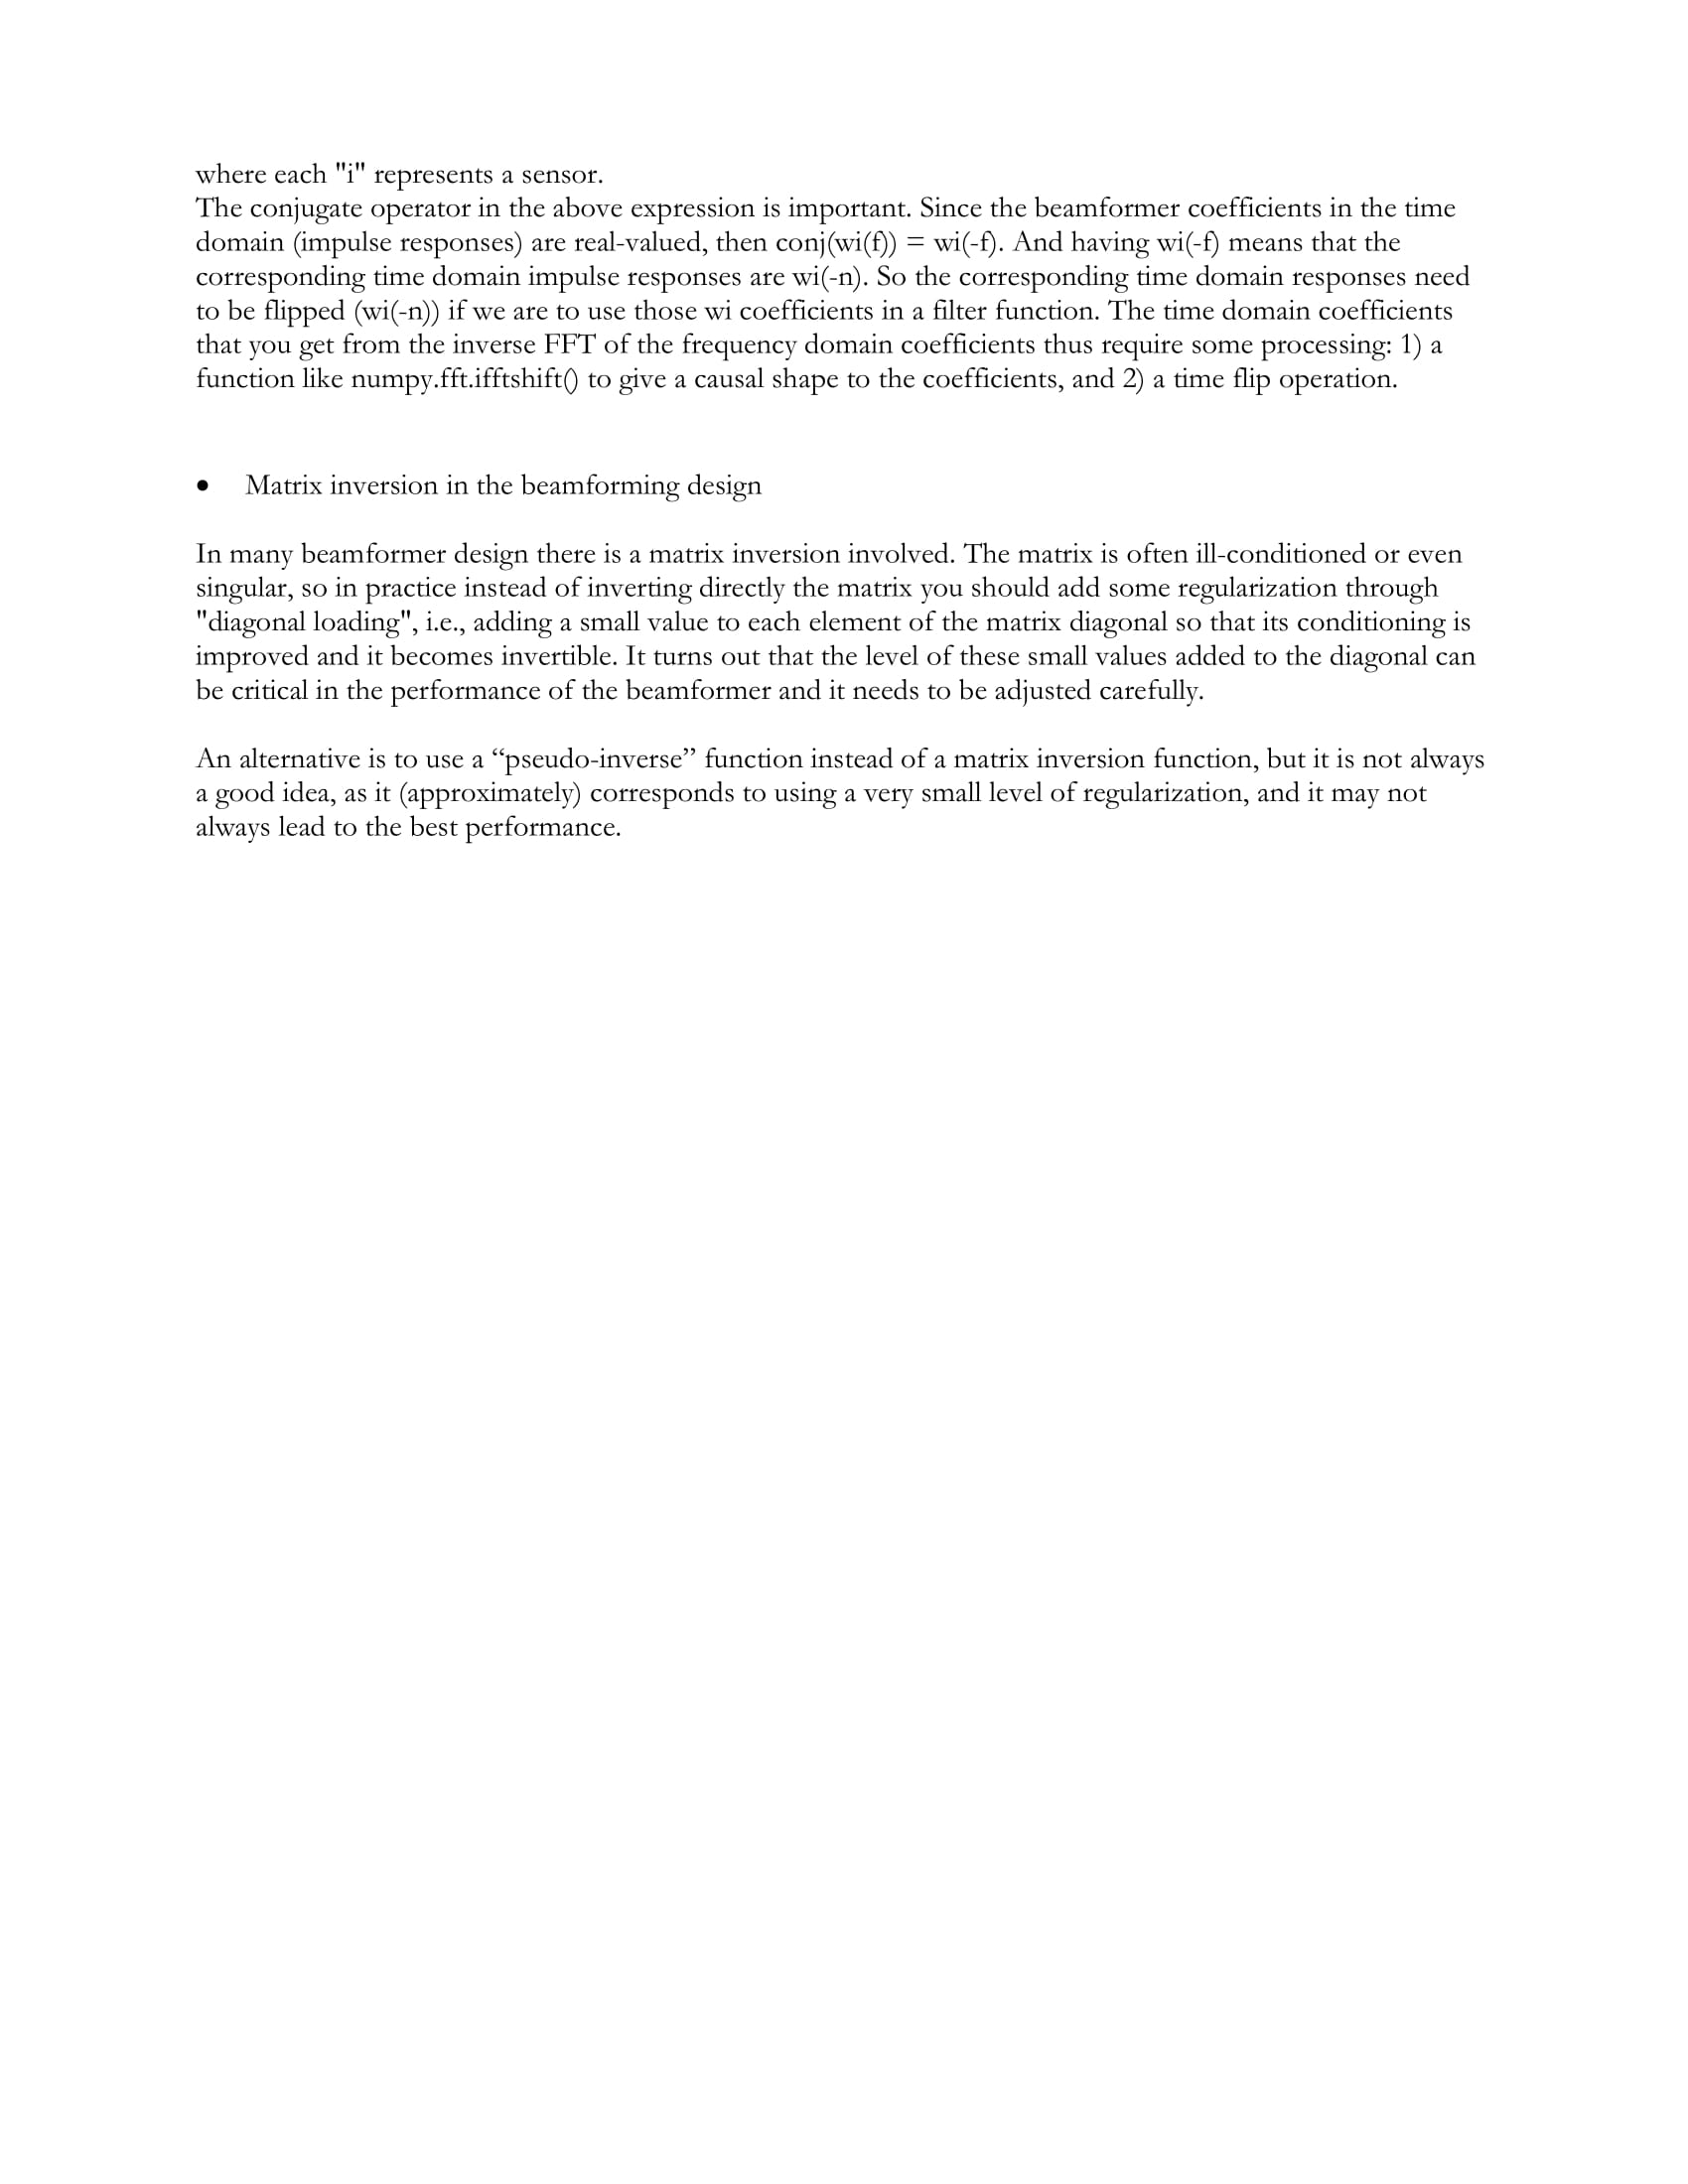 where each "i" represents a sensor.
The conjugate operator in the above expression is important. Since the beamformer coefficients in the time
domain (impulse responses) are real-valued, then conj(wi(f)) = wi(-f). And having wi(-f) means that the
corresponding time domain impulse responses are wi(-n). So the corresponding time domain responses need
to be flipped (wi(-n)) if we are to use those wi coefficients in a filter function. The time domain coefficients
that you get from the inverse FFT of the frequency domain coefficients thus require some processing: 1) a
function like numpy.fft.ifftshift() to give a causal shape to the coefficients, and 2) a time flip operation.
• Matrix inversion in the beamforming design
In many beamformer design there is a matrix inversion involved. The matrix is often ill-conditioned or even
singular, so in practice instead of inverting directly the matrix you should add some regularization through
"diagonal loading", i.e., adding a small value to each element of the matrix diagonal so that its conditioning is
improved and it becomes invertible. It turns out that the level of these small values added to the diagonal can
be critical in the performance of the beamformer and it needs to be adjusted carefully.
An alternative is to use a “pseudo-inverse” function instead of a matrix inversion function, but it is not always
a good idea, as it (approximately) corresponds to using a very small level of regularization, and it may not
always lead to the best performance.